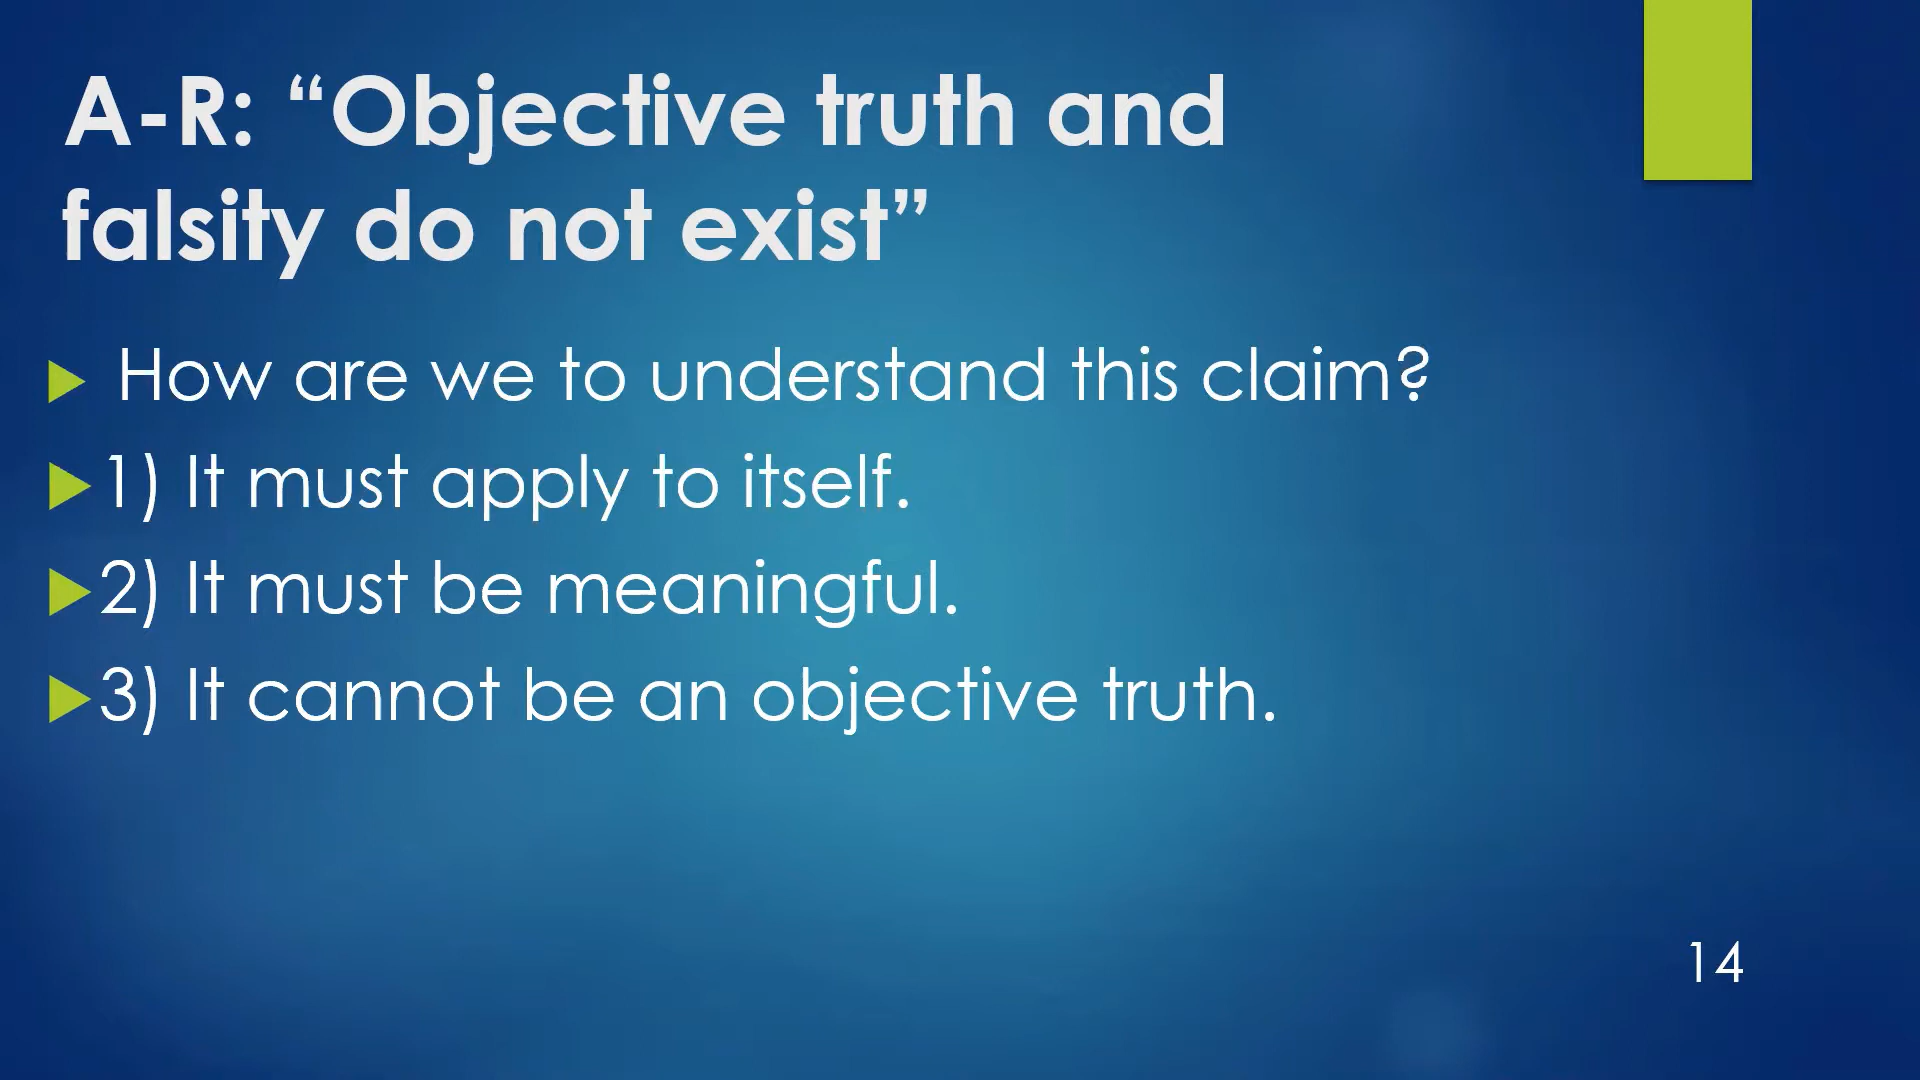 A-R: “Objective truth and
falsity do not exist”
How are we to understand this claim?
1) It must apply to itself.
2) It must be meaningful.
3) It cannot be an objective truth.
14